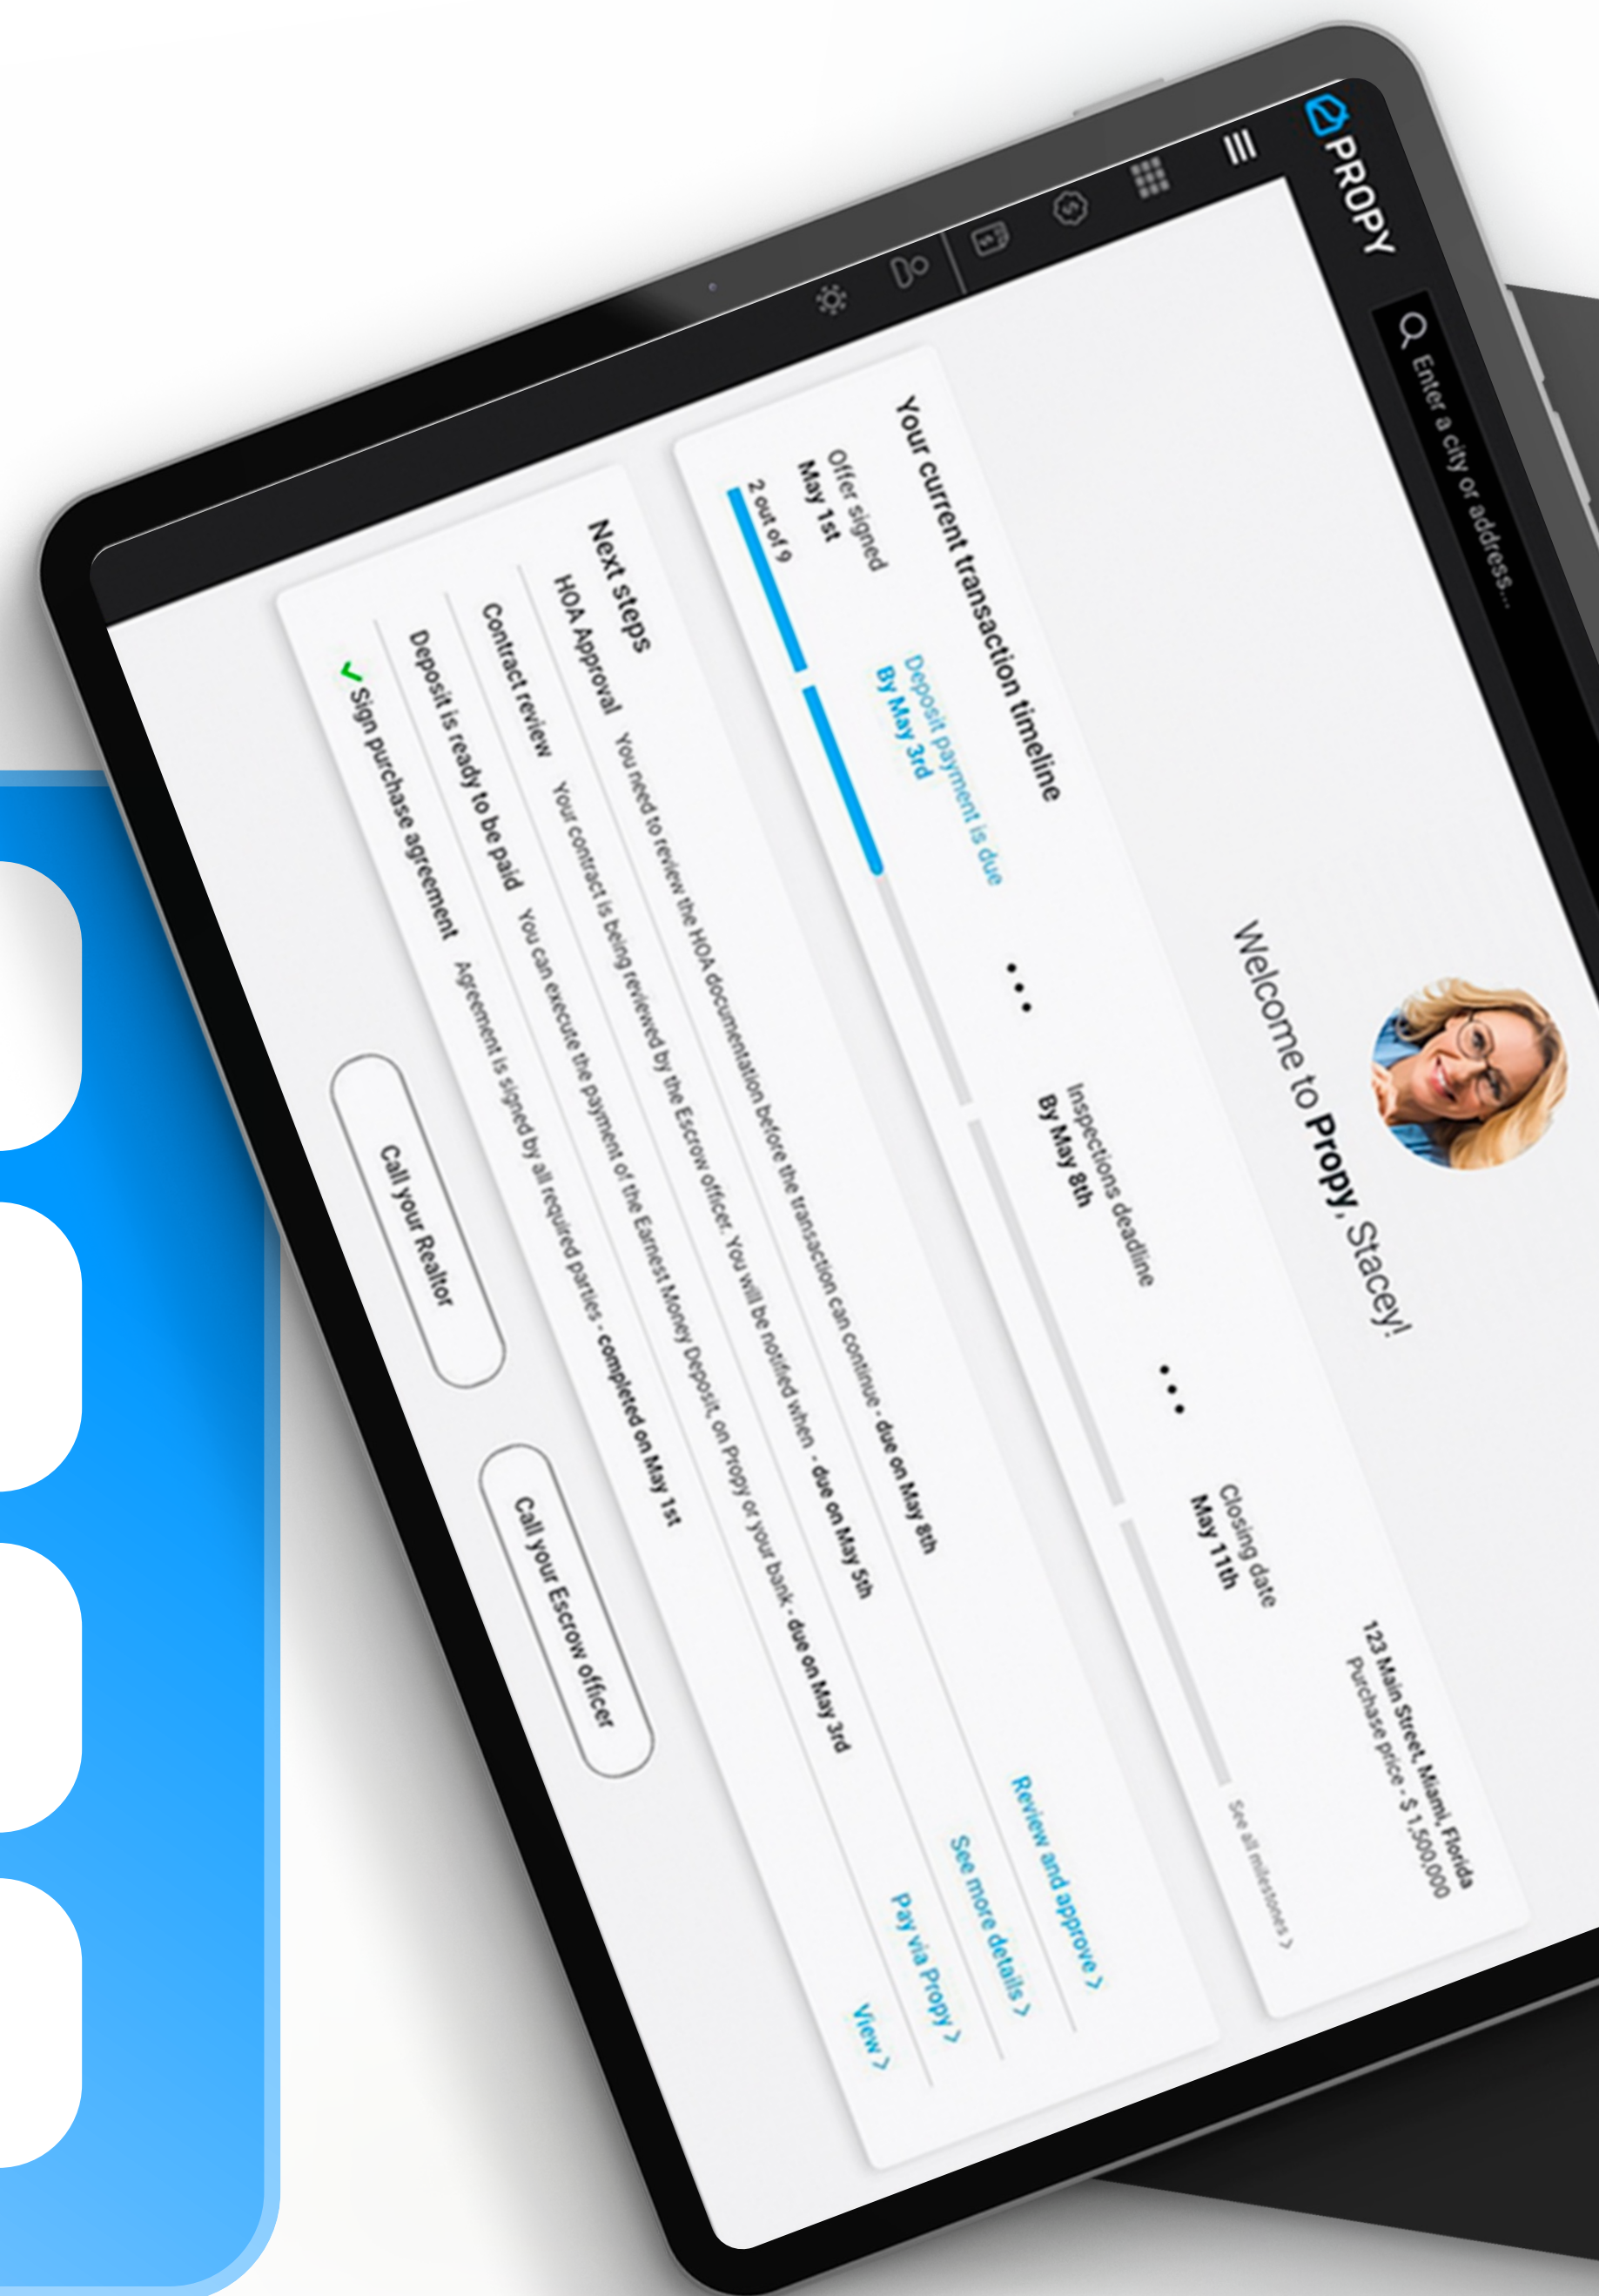 PROPY
Enter a city or address...
Welcome to Propy, Stacey!
Your current transaction timeline
123 Main Street, Miami, Florida
Purchase price - $ 1,500,000
Offer signed
May 1st
Deposit payment is due
By May 3rd
...
Inspections deadline
By May 8th
...
Closing date
May 11th
2 out of 9
See all milestones >
Next steps
HOA Approval You need to review the HOA documentation before the transaction can continue - due on May 8th Review and approve >
Contract review Your contract is being reviewed by the Escrow officer. You will be notified when - due on May 5th See more details >
Deposit is ready to be paid You can execute the payment of the Earnest Money Deposit, on Propy or your bank - due on May 3rd Pay via Propy >
✓ Sign purchase agreement Agreement is signed by all required parties - completed on May 1st View >
Call your Realtor
Call your Escrow officer